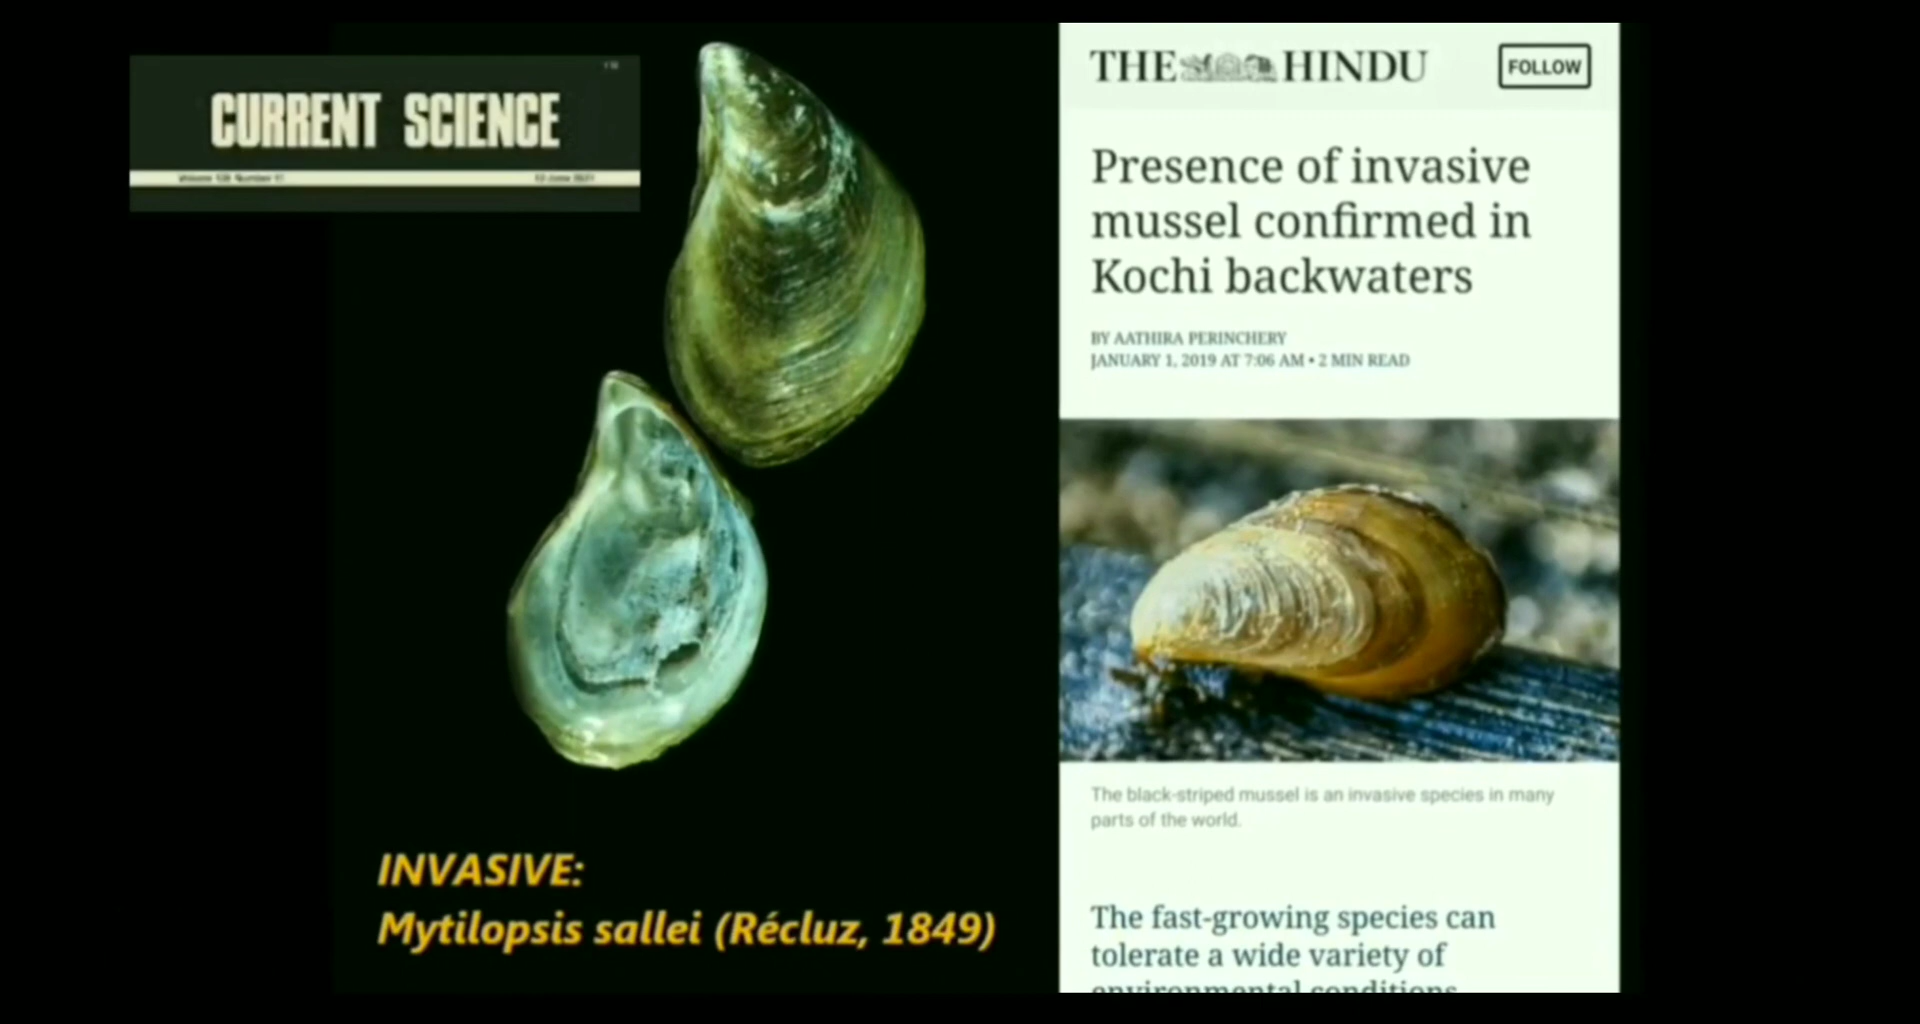 CURRENT SCIENCE
THE HINDU
FOLLOW
Presence of invasive
mussel confirmed in
Kochi backwaters
BY AATHIRA PERINCHERY
JANUARY 1, 2019 AT 7:06 AM • 2 MIN READ
The black-striped mussel is an invasive species in many
parts of the world.
The fast-growing species can
tolerate a wide variety of
environmental conditions
INVASIVE:
Mytilopsis sallei (Récluz, 1849)